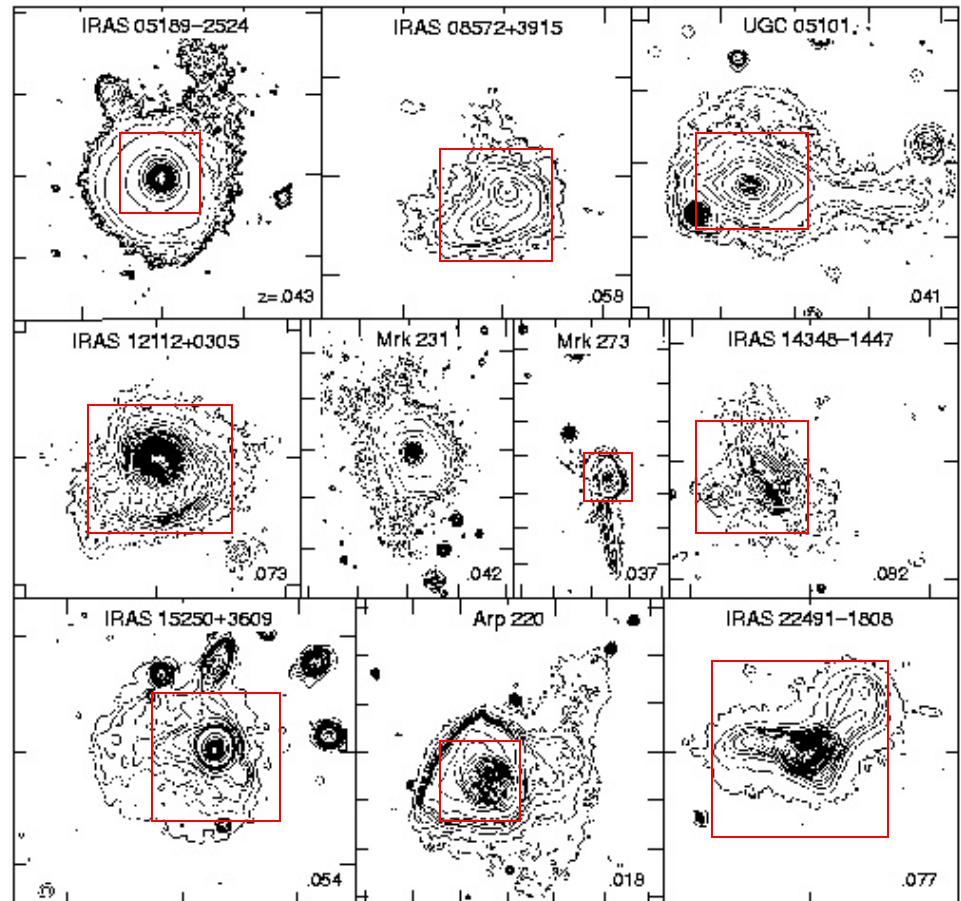 IRAS 05189-2524
IRAS 08572+3915
UGC 05101
z=.043
.058
.041
IRAS 12112+0305
Mrk 231
Mrk 273
IRAS 14348-1447
.073
.042
.037
.082
IRAS 15250+3609
Arp 220
IRAS 22491-1808
.054
.018
.077